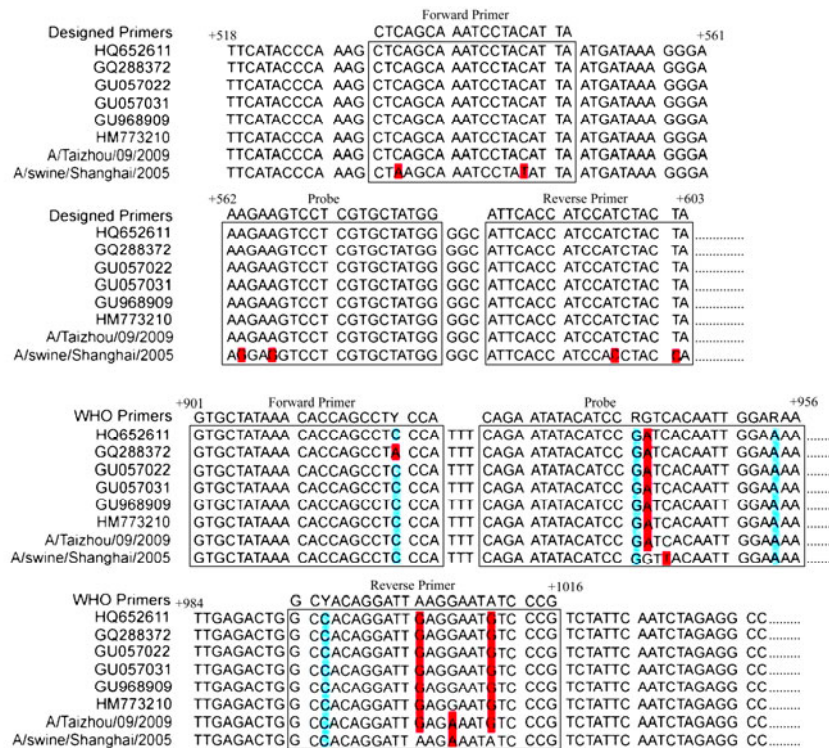 Forward Primer
Designed Primers +518 CTCAGCA AATCCTACAT TA +561
HQ652611 TTCATACCCA AAG CTCAGCA AATCCTACAT TA ATGATAAA GGGA
GQ288372 TTCATACCCA AAG CTCAGCA AATCCTACAT TA ATGATAAA GGGA
GU057022 TTCATACCCA AAG CTCAGCA AATCCTACAT TA ATGATAAA GGGA
GU057031 TTCATACCCA AAG CTCAGCA AATCCTACAT TA ATGATAAA GGGA
GU968909 TTCATACCCA AAG CTCAGCA AATCCTACAT TA ATGATAAA GGGA
HM773210 TTCATACCCA AAG CTCAGCA AATCCTACAT TA ATGATAAA GGGA
A/Taizhou/09/2009 TTCATACCCA AAG CTCAGCA AATCCTACAT TA ATGATAAA GGGA
A/swine/Shanghai/2005 TTCATACCCA AAG CTAAGCA AATCCTATAT TA ATGATAAA GGGA
+562 Probe Reverse Primer +603
Designed Primers AAGAAGTCCT CGTGCTATGG ATTCACC ATCCATCTAC TA
HQ652611 AAGAAGTCCT CGTGCTATGG GGC ATTCACC ATCCATCTAC TA ..............
GQ288372 AAGAAGTCCT CGTGCTATGG GGC ATTCACC ATCCATCTAC TA ..............
GU057022 AAGAAGTCCT CGTGCTATGG GGC ATTCACC ATCCATCTAC TA ..............
GU057031 AAGAAGTCCT CGTGCTATGG GGC ATTCACC ATCCATCTAC TA ..............
GU968909 AAGAAGTCCT CGTGCTATGG GGC ATTCACC ATCCATCTAC TA ..............
HM773210 AAGAAGTCCT CGTGCTATGG GGC ATTCACC ATCCATCTAC TA ..............
A/Taizhou/09/2009 AAGAAGTCCT CGTGCTATGG GGC ATTCACC ATCCATCTAC TA ..............
A/swine/Shanghai/2005 AGGAGGTCCT CGTGCTATGG GGC ATTCACC ATCCACCTAC CA ..............
+901 Forward Primer Probe +956
WHO Primers GTGCTATAAA CACCAGCCTY CCA CAGA ATATACATCC RGTCACAATT GGARAA
HQ652611 GTGCTATAAA CACCAGCCTC CCA TTT CAGA ATATACATCC GATCACAATT GGAAAA ......
GQ288372 GTGCTATAAA CACCAGCCTA CCA TTT CAGA ATATACATCC GATCACAATT GGAAAA ......
GU057022 GTGCTATAAA CACCAGCCTC CCA TTT CAGA ATATACATCC GATCACAATT GGAAAA ......
GU057031 GTGCTATAAA CACCAGCCTC CCA TTT CAGA ATATACATCC GATCACAATT GGAAAA ......
GU968909 GTGCTATAAA CACCAGCCTC CCA TTT CAGA ATATACATCC GATCACAATT GGAAAA ......
HM773210 GTGCTATAAA CACCAGCCTC CCA TTT CAGA ATATACATCC GATCACAATT GGAAAA ......
A/Taizhou/09/2009 GTGCTATAAA CACCAGCCTC CCA TTT CAGA ATATACATCC GATCACAATT GGAAAA ......
A/swine/Shanghai/2005 GTGCTATAAA CACCAGCCTC CCA TTT CAGA ATATACATCC GGTTACAATT GGAAAA ......
Reverse Primer
WHO Primers +984 G CYACAGGATT AAGGAATATC CCG +1016
HQ652611 TTGAGACTG G CCACAGGATT GAGGAATGTC CCG TCTATTC AATCTAGAGG CC .........
GQ288372 TTGAGACTG G CCACAGGATT GAGGAATGTC CCG TCTATTC AATCTAGAGG CC .........
GU057022 TTGAGACTG G CCACAGGATT GAGGAATGTC CCG TCTATTC AATCTAGAGG CC .........
GU057031 TTGAGACTG G CCACAGGATT GAGGAATGTC CCG TCTATTC AATCTAGAGG CC .........
GU968909 TTGAGACTG G CCACAGGATT GAGGAATGTC CCG TCTATTC AATCTAGAGG CC .........
HM773210 TTGAGACTG G CCACAGGATT GAGGAATGTC CCG TCTATTC AATCTAGAGG CC .........
A/Taizhou/09/2009 TTGAGACTG G CCACAGGATT GAGAAATGTC CCG TCTATTC AATCTAGAGG CC .........
A/swine/Shanghai/2005 TTGAGACTG G CCACAGGATT AAGAAATATC CCG TCTATTC AATCTAGAGG CC .........